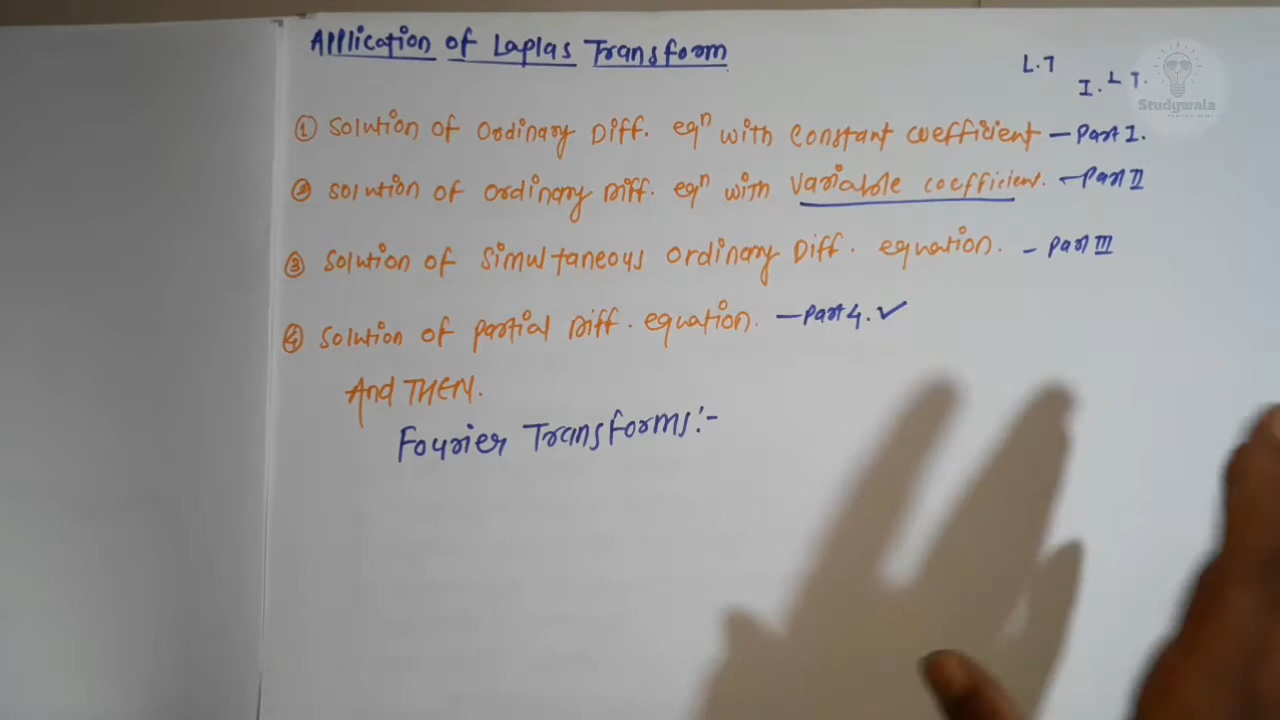 Application of Laplas Transform
L.T
I.L T.
Studywala
① Solution of Ordinary Diff. eqⁿ with Constant coefficient – Part I.
② Solution of Ordinary Diff. eqⁿ with Variable coefficient. – Part II
③ Solution of Simultaneous Ordinary Diff. equation. – Part III
④ Solution of partial Diff. equation. – Part 4. ✓
And THEN.
Fourier Transforms:-